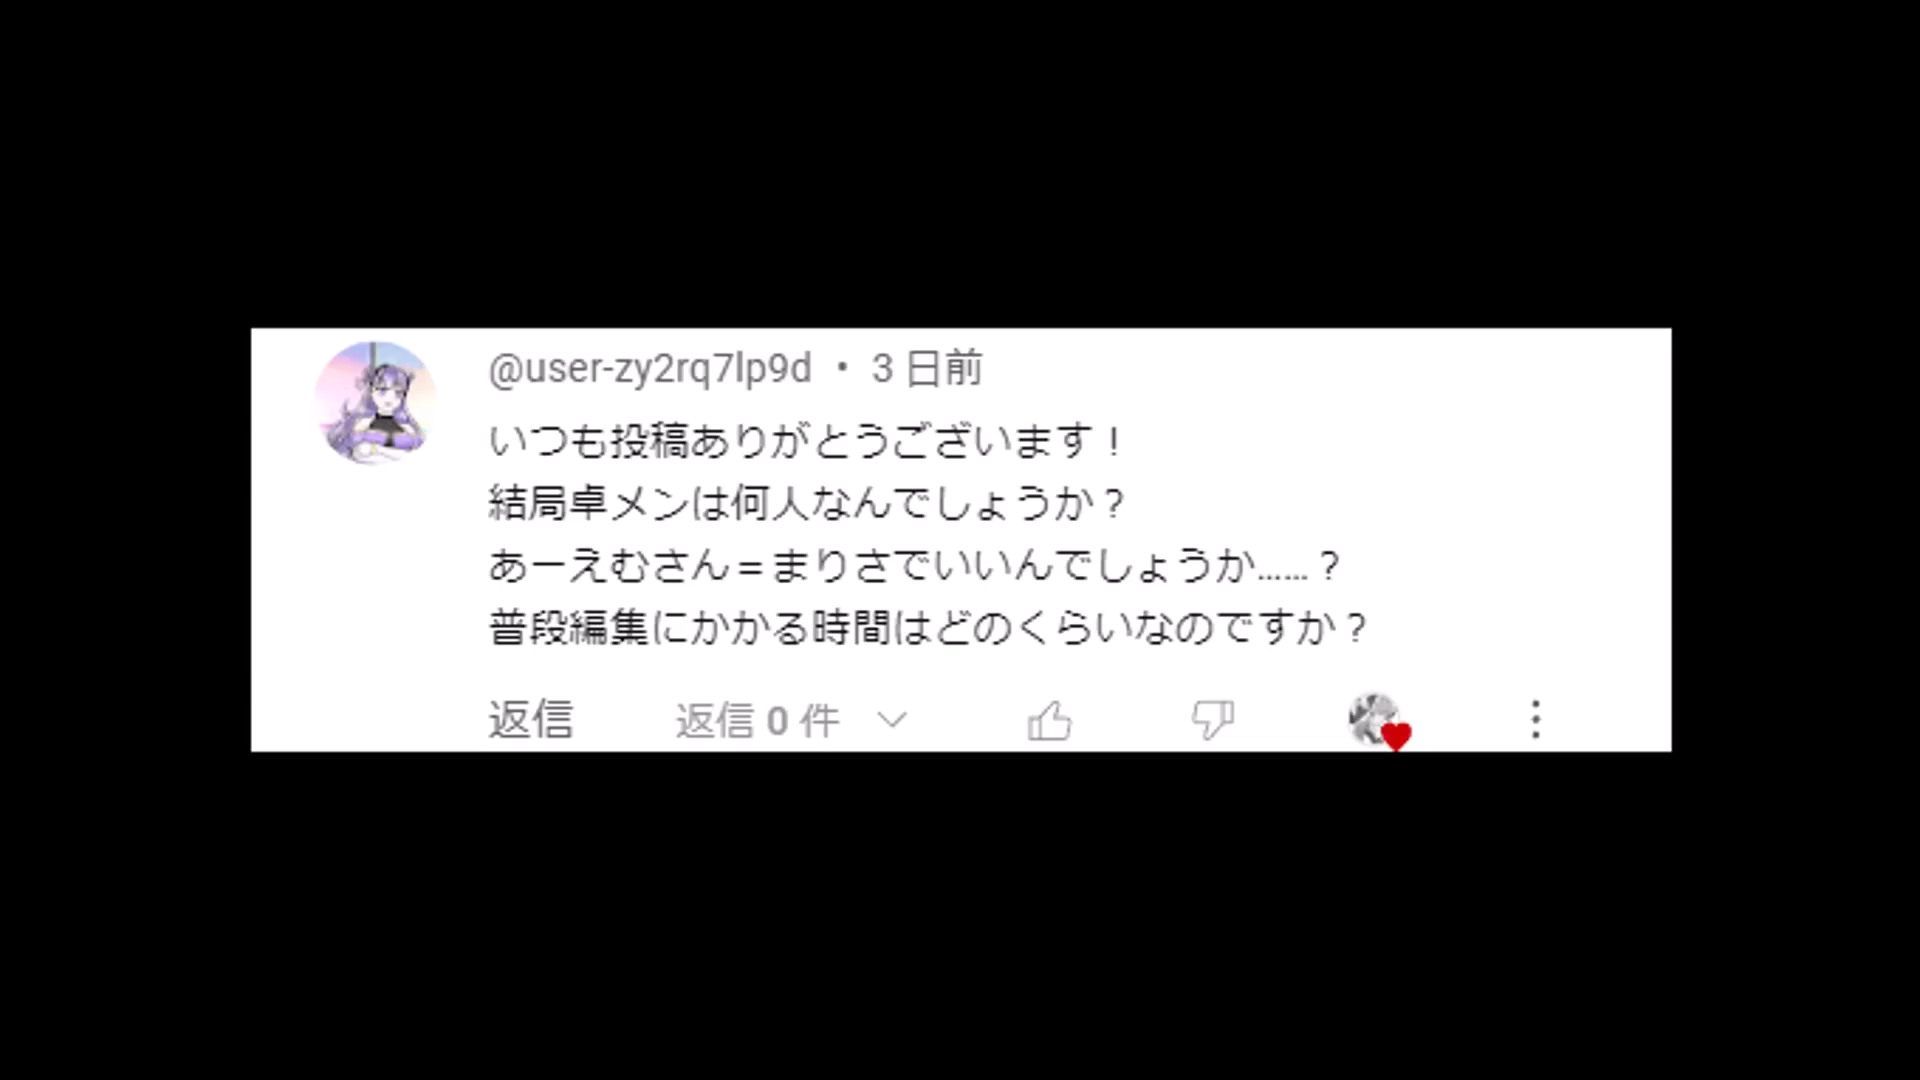 @user-zy2rq7lp9d ・ 3 日前
いつも投稿ありがとうございます！
結局卓メンは何人なんでしょうか？
あーえむさん＝まりさでいいんでしょうか……？
普段編集にかかる時間はどのくらいなのですか？
返信 返信 0 件